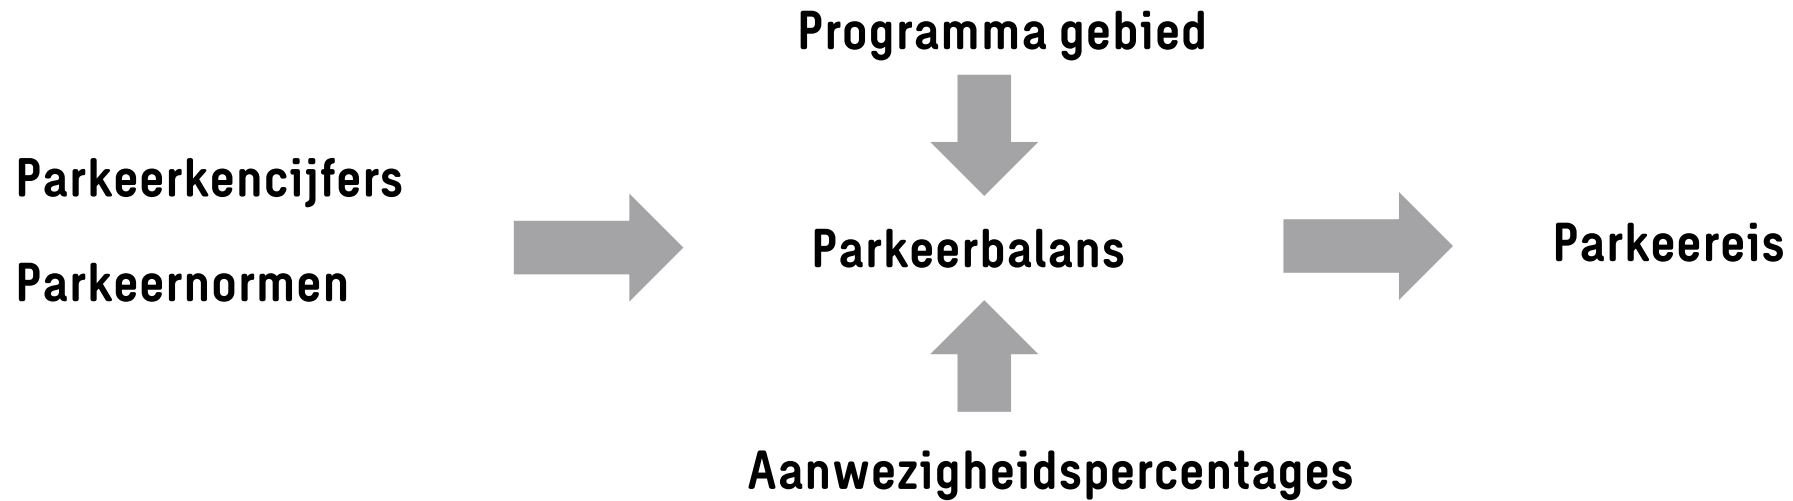 Programma gebied
Parkeerkencijfers
Parkeernormen
Parkeerbalans
Parkeereis
Aanwezigheidspercentages